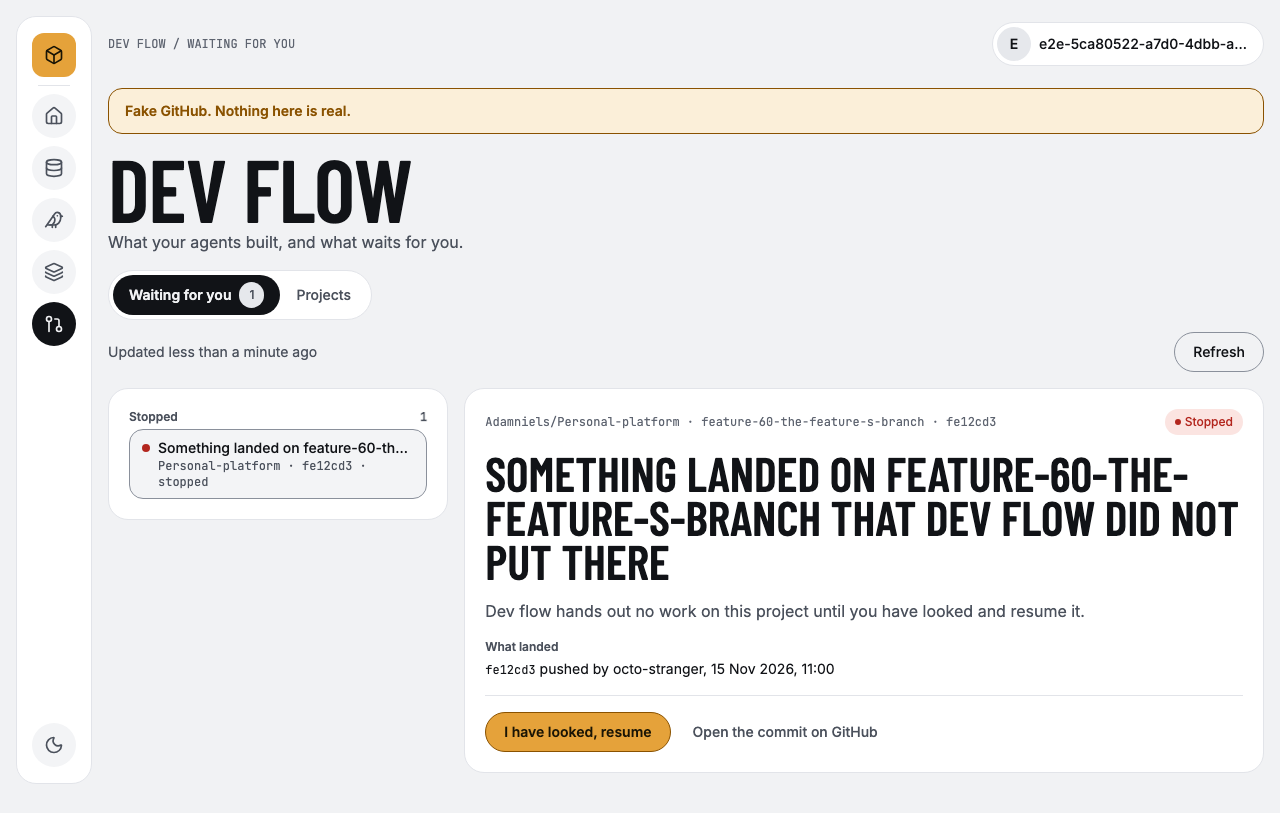 DEV FLOW / WAITING FOR YOU
E e2e-5ca80522-a7d0-4dbb-a...
Fake GitHub. Nothing here is real.
DEV FLOW
What your agents built, and what waits for you.
Waiting for you 1 Projects
Updated less than a minute ago
Refresh
Stopped 1
Something landed on feature-60-th...
Personal-platform · fe12cd3 ·
stopped
Adamniels/Personal-platform · feature-60-the-feature-s-branch · fe12cd3
Stopped
SOMETHING LANDED ON FEATURE-60-THE-
FEATURE-S-BRANCH THAT DEV FLOW DID NOT
PUT THERE
Dev flow hands out no work on this project until you have looked and resume it.
What landed
fe12cd3 pushed by octo-stranger, 15 Nov 2026, 11:00
I have looked, resume
Open the commit on GitHub